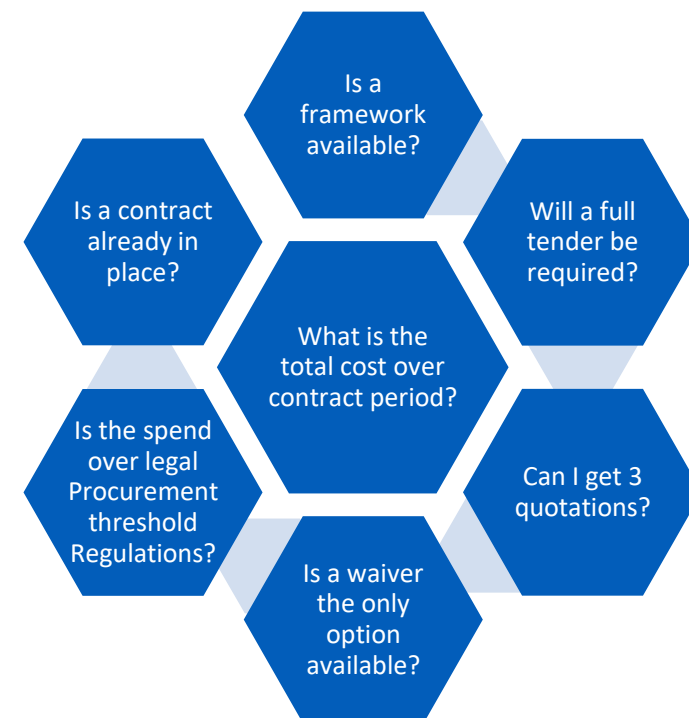 Is a
framework
available?
Is a contract
already in
place?
Will a full
tender be
required?
What is the
total cost over
contract period?
Is the spend
over legal
Procurement
threshold
Regulations?
Can I get 3
quotations?
Is a waiver
the only
option
available?